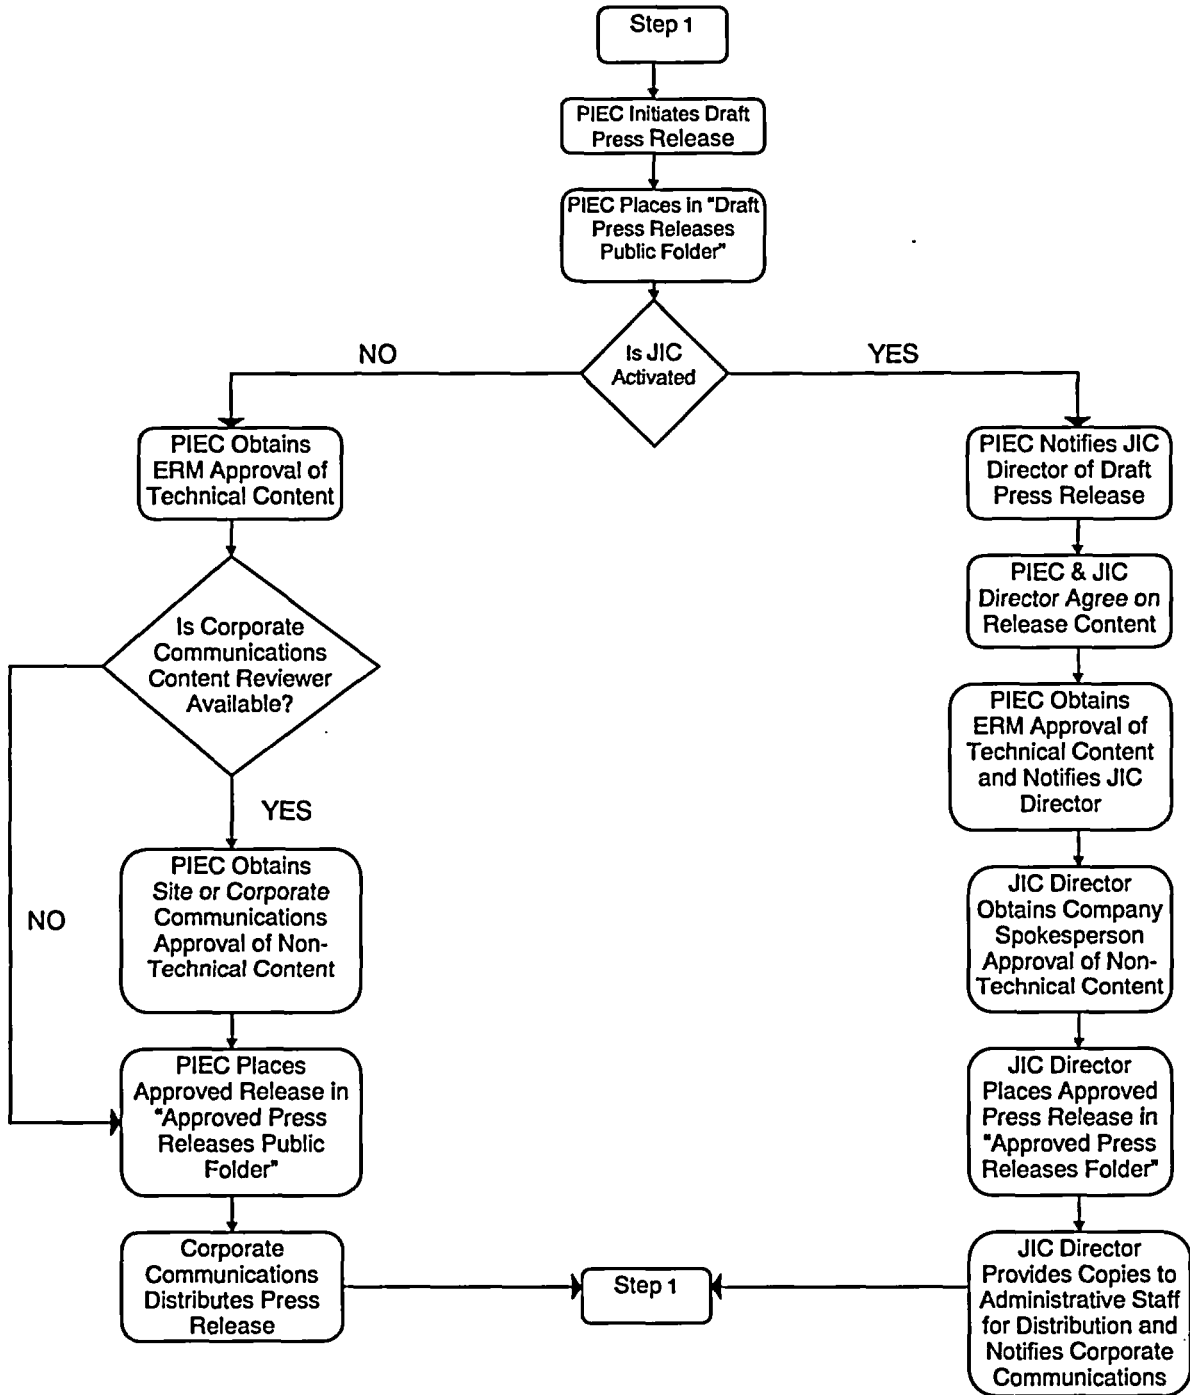 Step 1
PIEC Initiates Draft
Press Release
PIEC Places in "Draft
Press Releases
Public Folder"
Is JIC
Activated
NO
YES
PIEC Obtains
ERM Approval of
Technical Content
Is Corporate
Communications
Content Reviewer
Available?
YES
NO
PIEC Obtains
Site or Corporate
Communications
Approval of Non-
Technical Content
PIEC Places
Approved Release in
"Approved Press
Releases Public
Folder"
Corporate
Communications
Distributes Press
Release
PIEC Notifies JIC
Director of Draft
Press Release
PIEC & JIC
Director Agree on
Release Content
PIEC Obtains
ERM Approval of
Technical Content
and Notifies JIC
Director
JIC Director
Obtains Company
Spokesperson
Approval of Non-
Technical Content
JIC Director
Places Approved
Press Release in
"Approved Press
Releases Folder"
JIC Director
Provides Copies to
Administrative Staff
for Distribution and
Notifies Corporate
Communications
Step 1